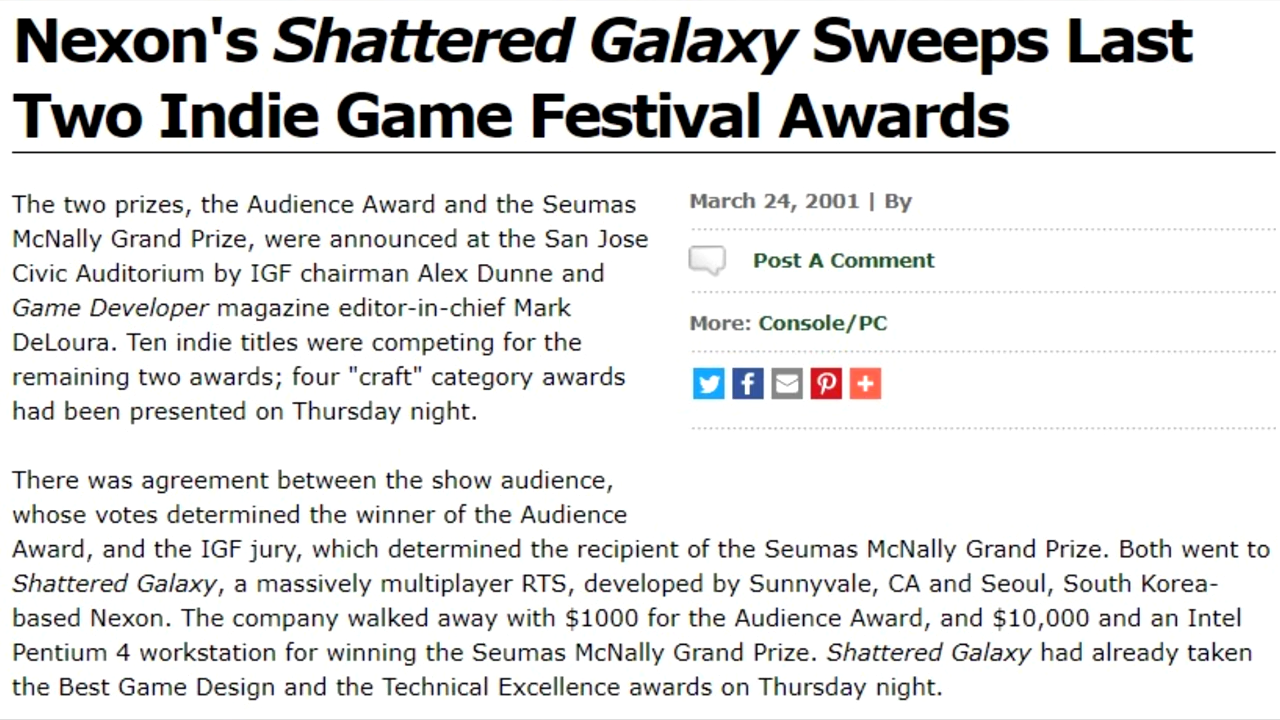 Nexon's Shattered Galaxy Sweeps Last
Two Indie Game Festival Awards
The two prizes, the Audience Award and the Seumas
McNally Grand Prize, were announced at the San Jose
Civic Auditorium by IGF chairman Alex Dunne and
Game Developer magazine editor-in-chief Mark
DeLoura. Ten indie titles were competing for the
remaining two awards; four "craft" category awards
had been presented on Thursday night.
March 24, 2001 | By
Post A Comment
More: Console/PC
There was agreement between the show audience,
whose votes determined the winner of the Audience
Award, and the IGF jury, which determined the recipient of the Seumas McNally Grand Prize. Both went to
Shattered Galaxy, a massively multiplayer RTS, developed by Sunnyvale, CA and Seoul, South Korea-
based Nexon. The company walked away with $1000 for the Audience Award, and $10,000 and an Intel
Pentium 4 workstation for winning the Seumas McNally Grand Prize. Shattered Galaxy had already taken
the Best Game Design and the Technical Excellence awards on Thursday night.